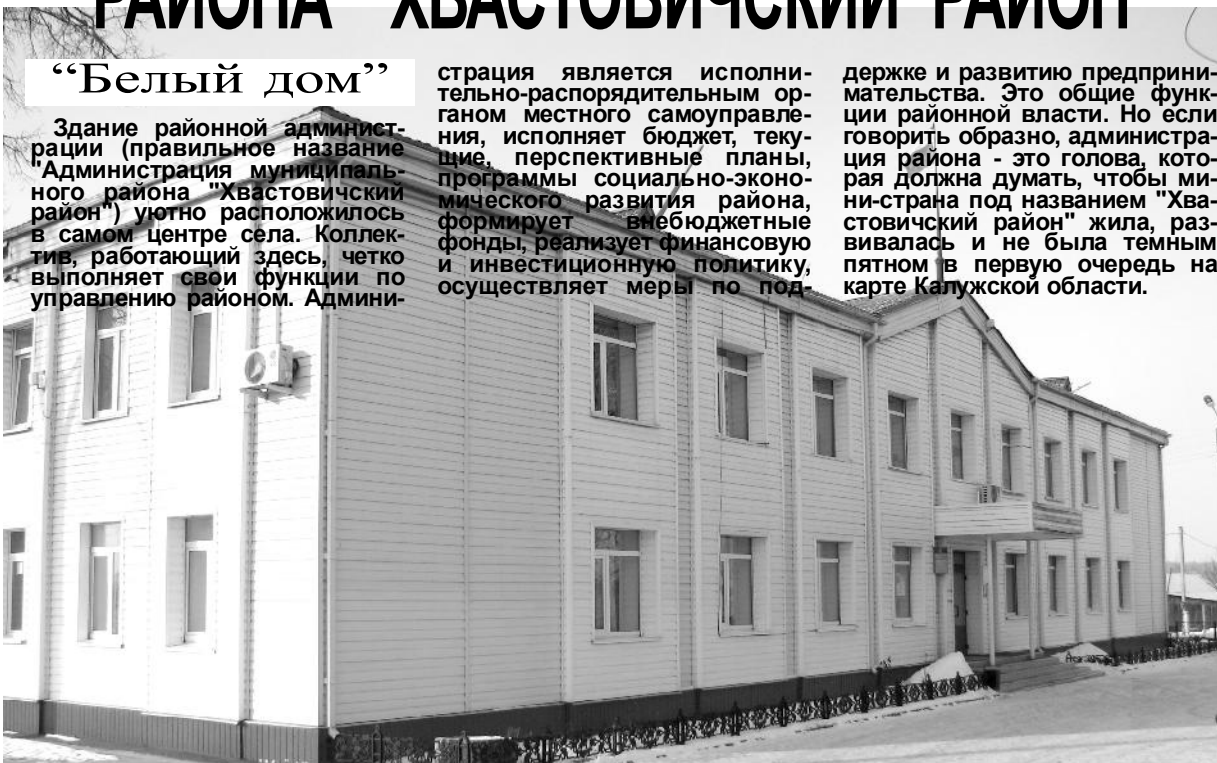 РАЙОНА "ХВАСТОВИЧСКИЙ РАЙОН"
“Белый дом”
Здание районной админист-
рации (правильное название
"Администрация муниципаль-
ного района "Хвастовичский
район") уютно расположилось
в самом центре села. Коллек-
тив, работающий здесь, четко
выполняет свои функции по
управлению районом. Админи-
страция является исполни-
тельно-распорядительным ор-
ганом местного самоуправле-
ния, исполняет бюджет, теку-
щие, перспективные планы,
программы социально-эконо-
мического развития района,
формирует внебюджетные
фонды, реализует финансовую
и инвестиционную политику,
осуществляет меры по под-
держке и развитию предприни-
мательства. Это общие функ-
ции районной власти. Но если
говорить образно, администра-
ция района - это голова, кото-
рая должна думать, чтобы ми-
ни-страна под названием "Хва-
стовичский район" жила, раз-
вивалась и не была темным
пятном в первую очередь на
карте Калужской области.